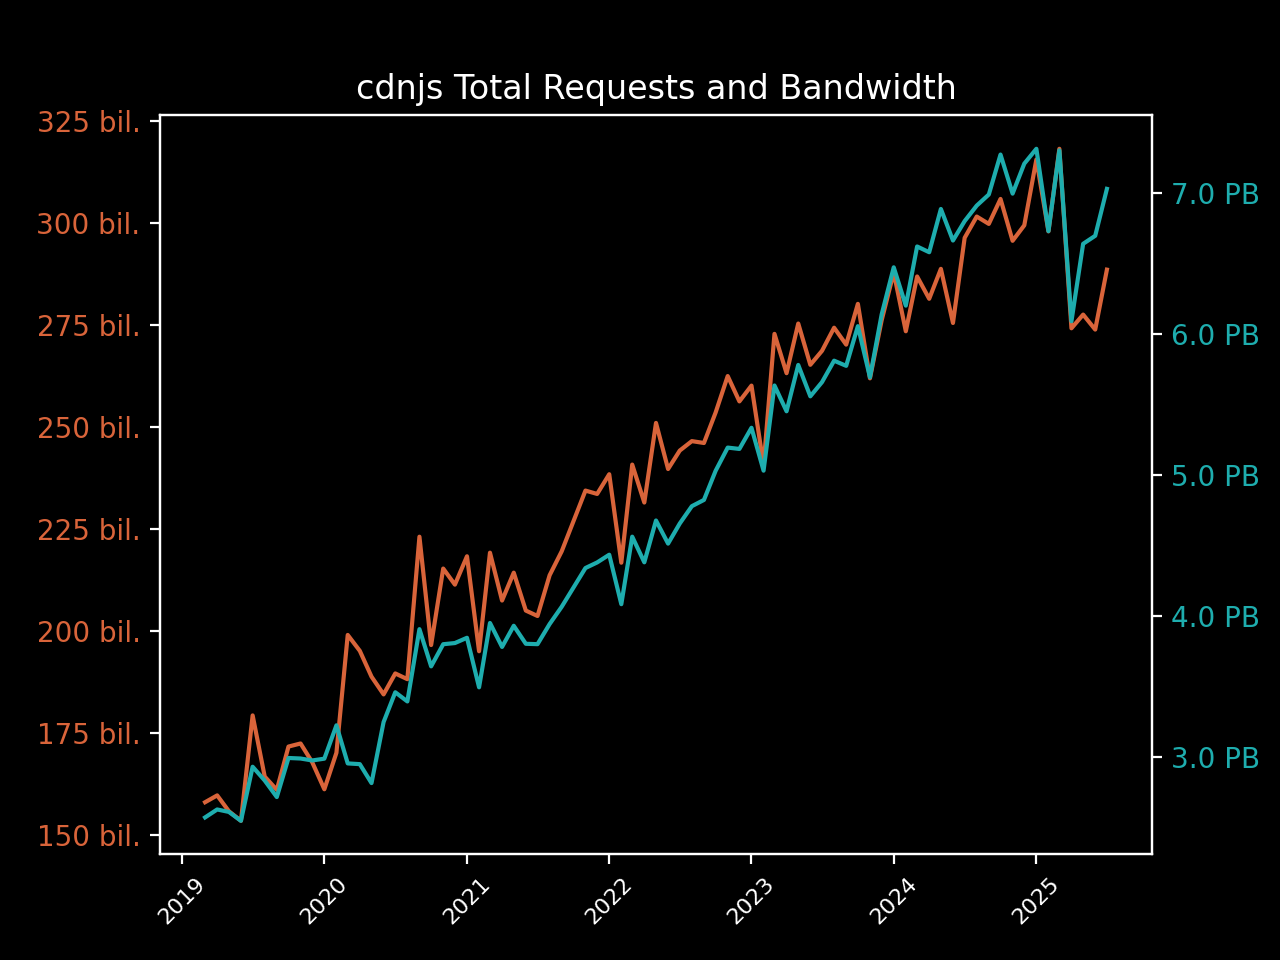 cdnjs Total Requests and Bandwidth
325 bil.
300 bil.
275 bil.
250 bil.
225 bil.
200 bil.
175 bil.
150 bil.
7.0 PB
6.0 PB
5.0 PB
4.0 PB
3.0 PB
2019
2020
2021
2022
2023
2024
2025